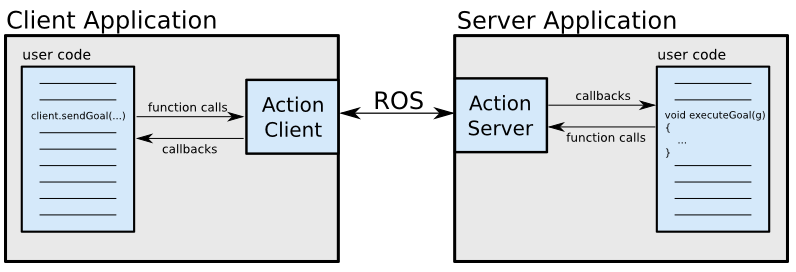 Client Application
user code
client.sendGoal(...)
function calls
callbacks
Action
Client
ROS
Server Application
Action
Server
callbacks
function calls
user code
void executeGoal(g)
{
...
}